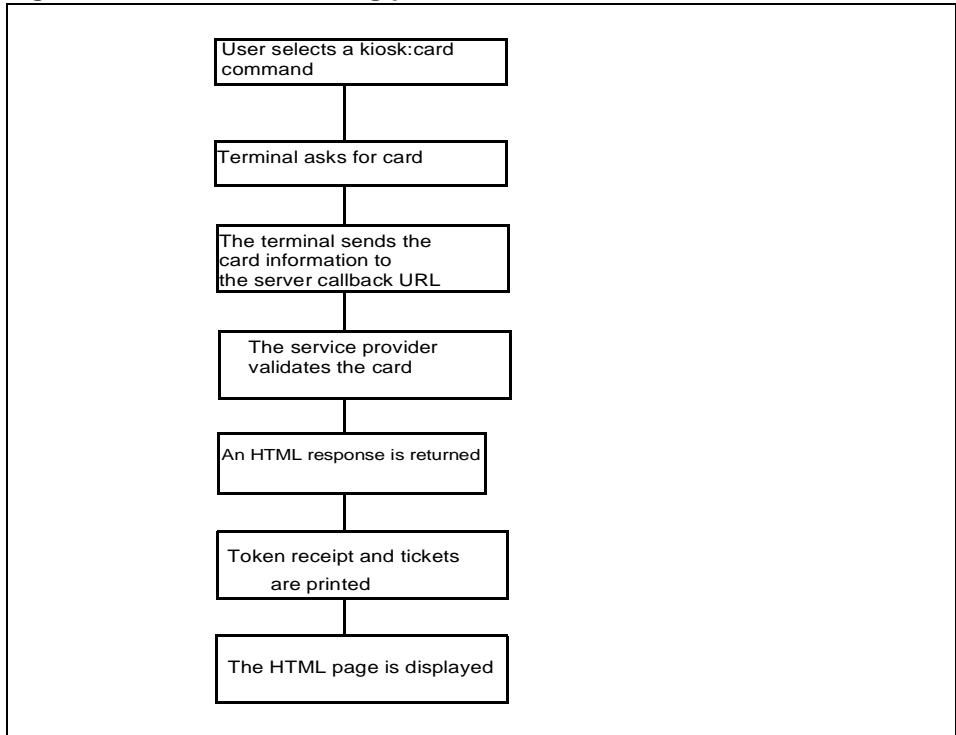 User selects a kiosk:card
command
Terminal asks for card
The terminal sends the
card information to
the server callback URL
The service provider
validates the card
An HTML response is returned
Token receipt and tickets
are printed
The HTML page is displayed